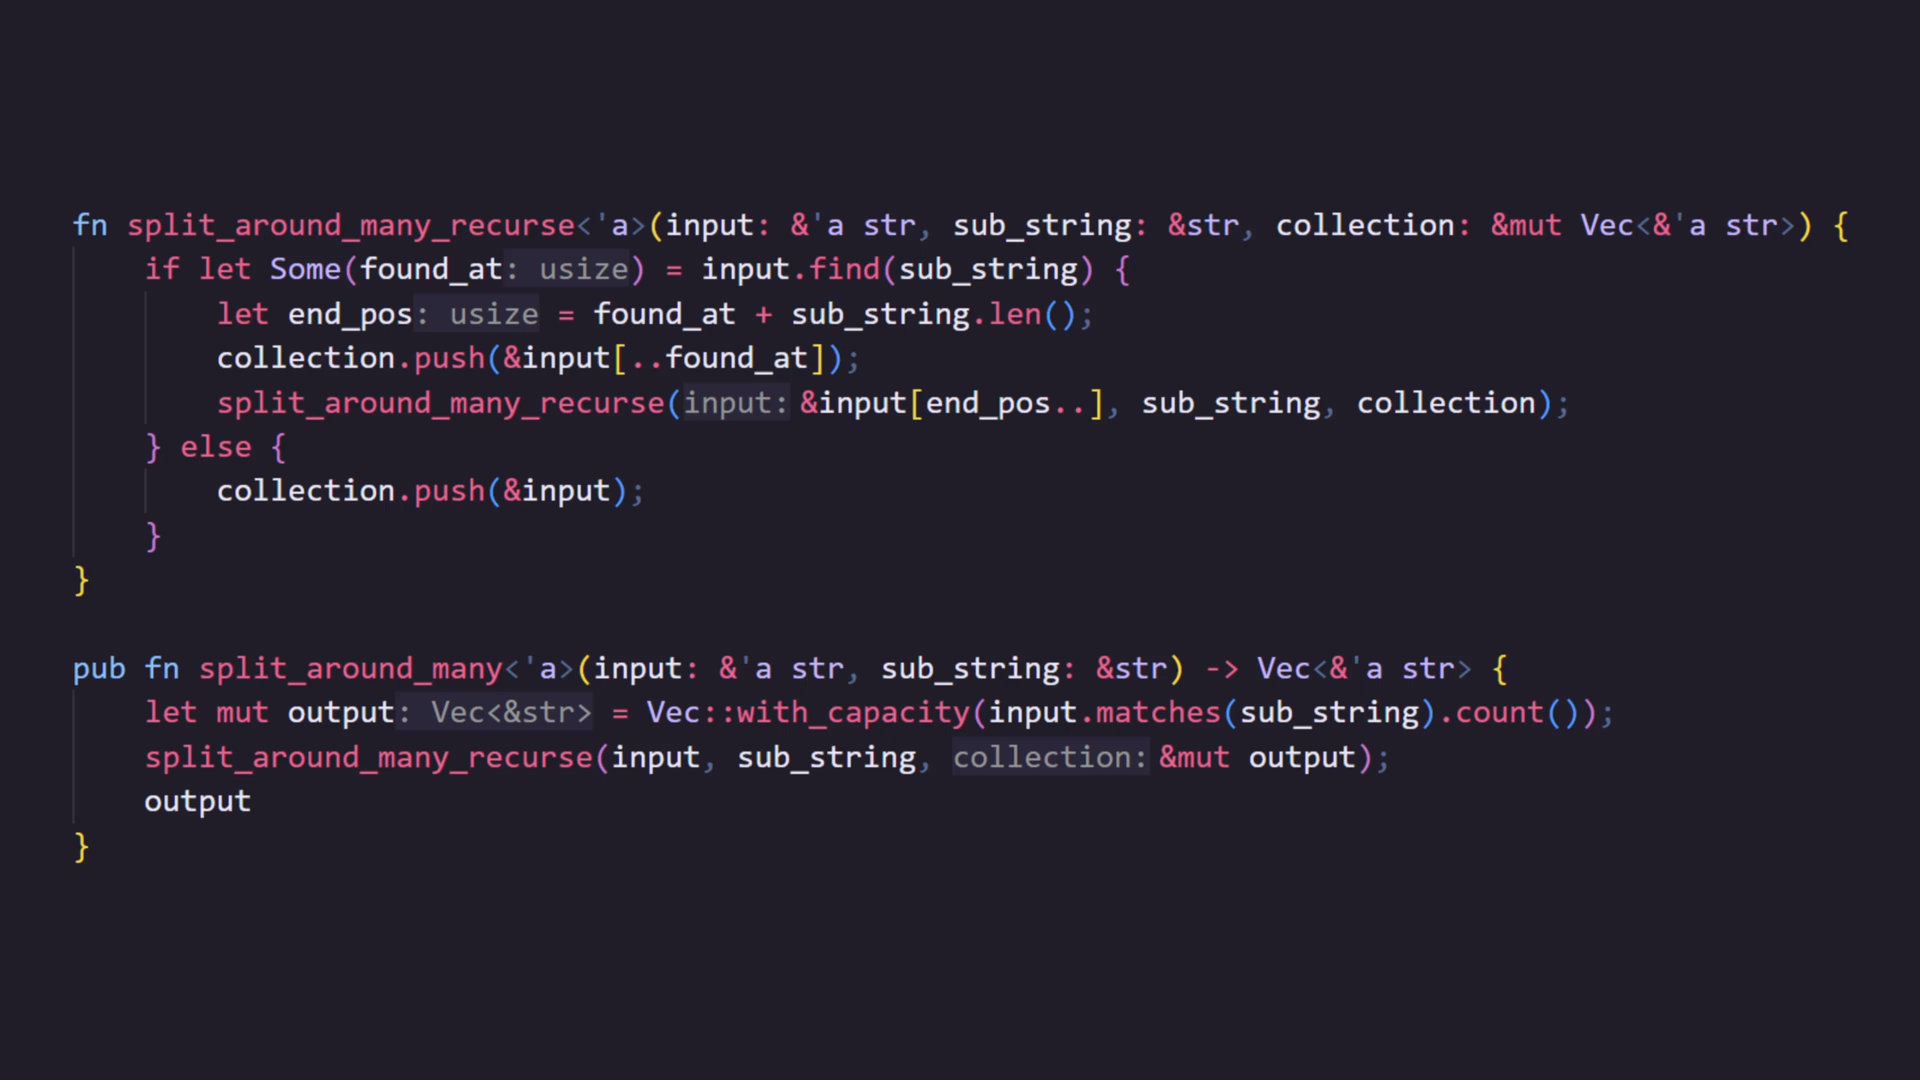 fn split_around_many_recurse<'a>(input: &'a str, sub_string: &str, collection: &mut Vec<&'a str>) {
if let Some(found_at: usize) = input.find(sub_string) {
let end_pos: usize = found_at + sub_string.len();
collection.push(&input[..found_at]);
split_around_many_recurse(input: &input[end_pos..], sub_string, collection);
} else {
collection.push(&input);
}
}
pub fn split_around_many<'a>(input: &'a str, sub_string: &str) -> Vec<&'a str> {
let mut output: Vec<&str> = Vec::with_capacity(input.matches(sub_string).count());
split_around_many_recurse(input, sub_string, collection: &mut output);
output
}